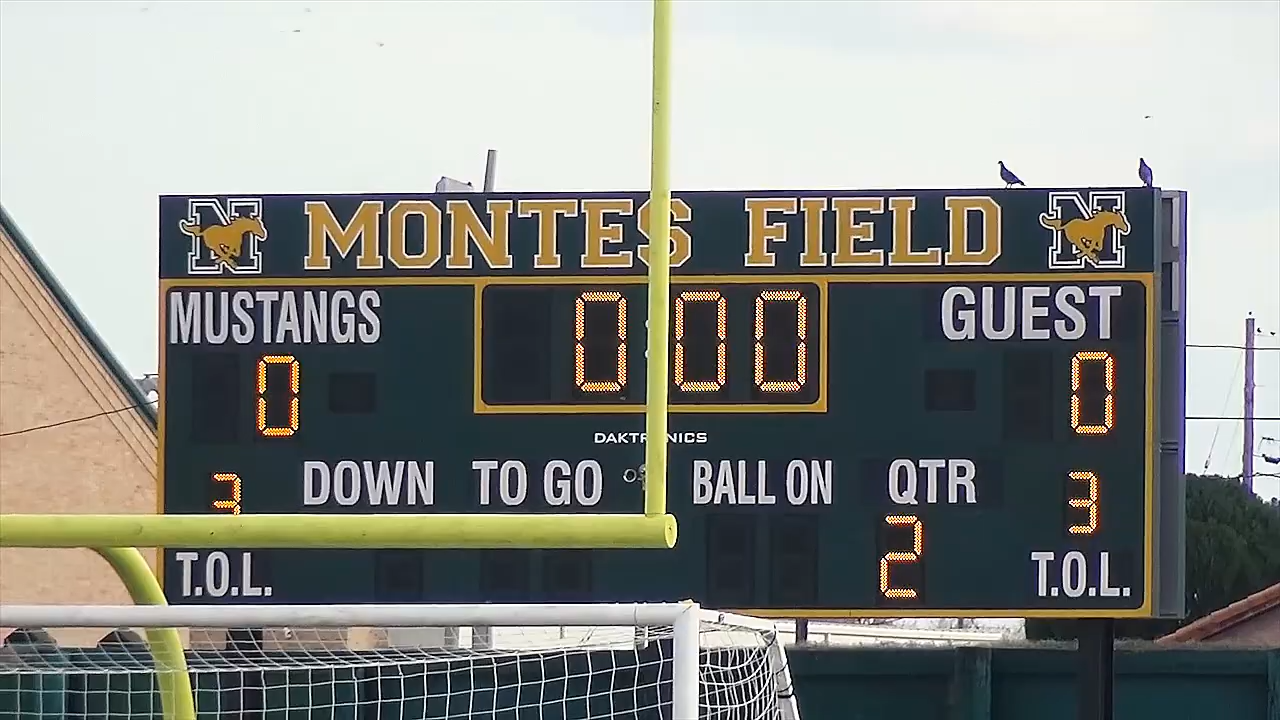 N MONTES FIELD N
MUSTANGS 0:00 GUEST
0 0
DAKTRONICS
3 DOWN TO GO BALL ON QTR 3
T.O.L. 2 T.O.L.